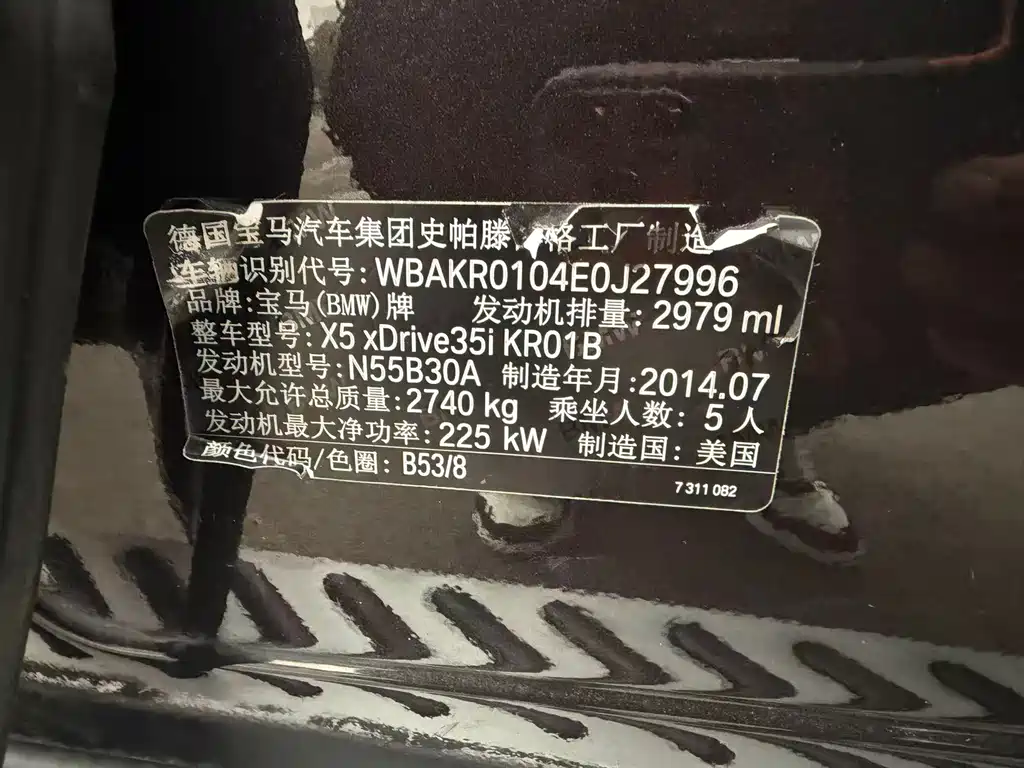 德国宝马汽车集团史帕滕格工厂制造
车辆识别代号: WBAKR0104E0J27996
品牌: 宝马(BMW)牌 发动机排量: 2979 ml
整车型号: X5 xDrive35i KR01B
发动机型号: N55B30A 制造年月: 2014.07
最大允许总质量: 2740 kg 乘坐人数: 5 人
发动机最大净功率: 225 kW 制造国: 美国
颜色代码/色圈: B53/8
7 311 082